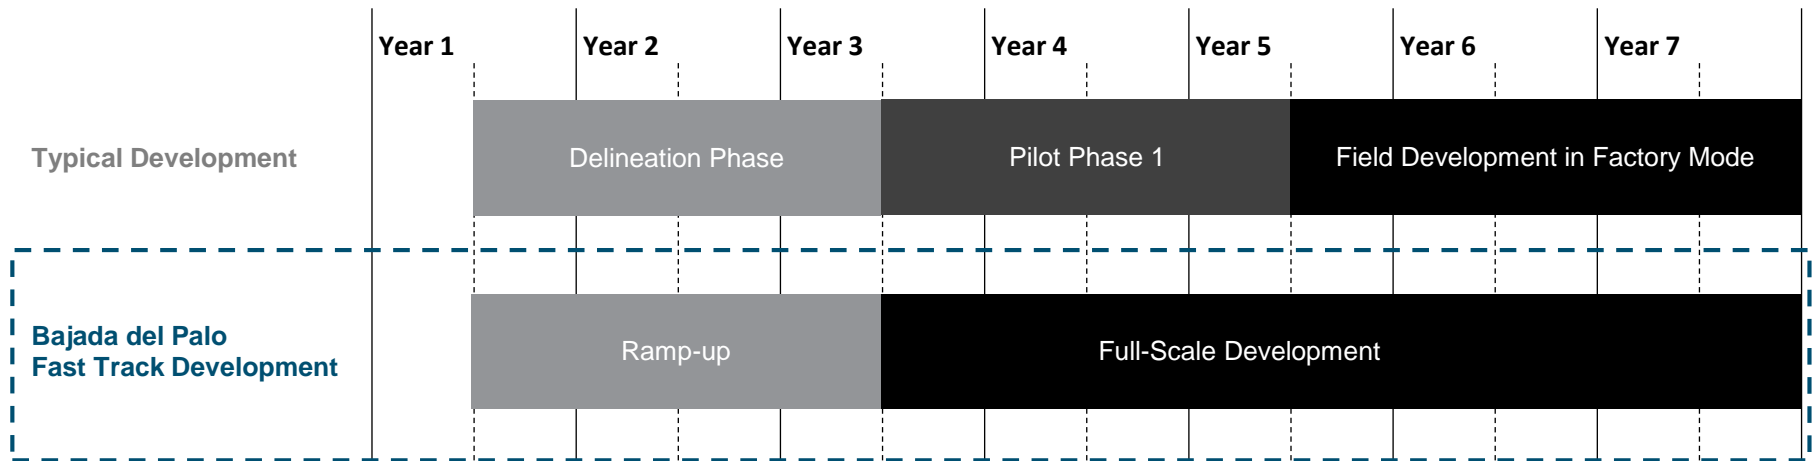 Year 1 Year 2 Year 3 Year 4 Year 5 Year 6 Year 7
Typical Development
Delineation Phase
Pilot Phase 1
Field Development in Factory Mode
Bajada del Palo
Fast Track Development
Ramp-up
Full-Scale Development